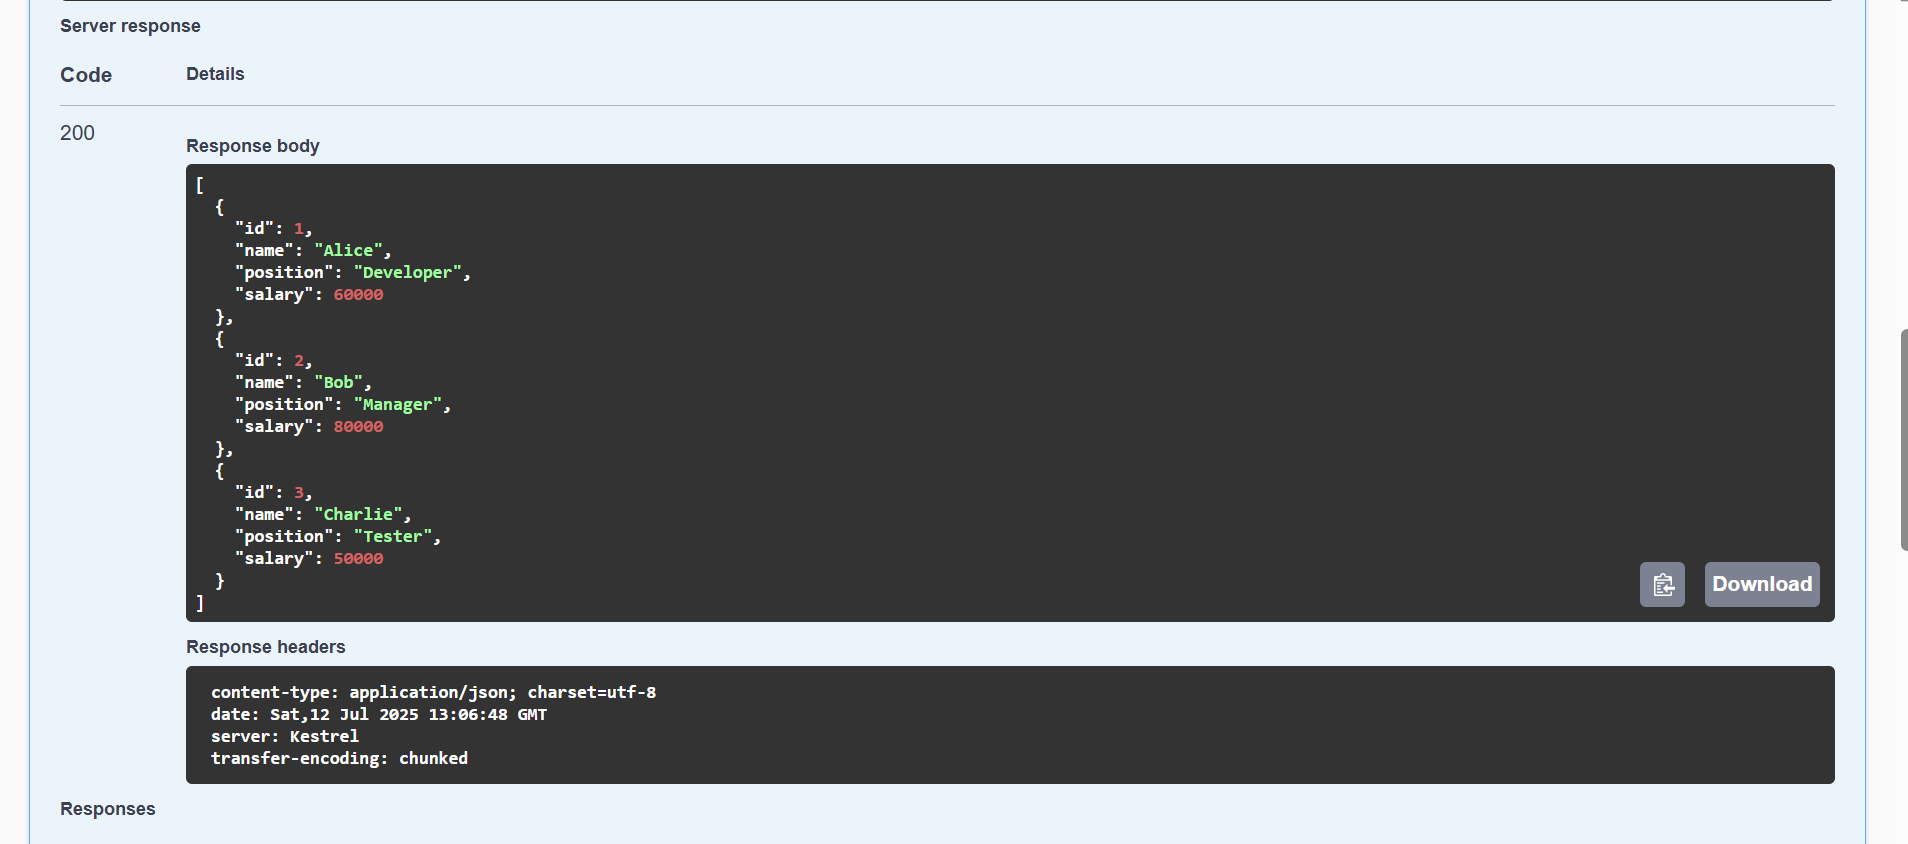 Server response
Code Details
200
Response body
[
  {
    "id": 1,
    "name": "Alice",
    "position": "Developer",
    "salary": 60000
  },
  {
    "id": 2,
    "name": "Bob",
    "position": "Manager",
    "salary": 80000
  },
  {
    "id": 3,
    "name": "Charlie",
    "position": "Tester",
    "salary": 50000
  }
]
Download
Response headers
content-type: application/json; charset=utf-8
date: Sat,12 Jul 2025 13:06:48 GMT
server: Kestrel
transfer-encoding: chunked
Responses